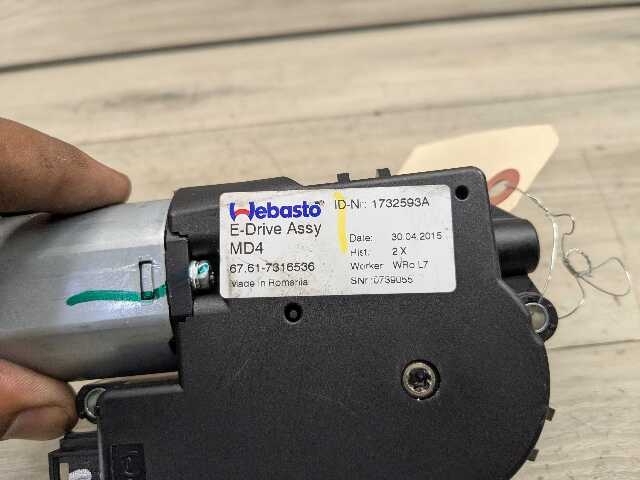 Webasto
E-Drive Assy
MD4
67.61-7316536
Made in Romania
ID-Nr: 1732593A
Date: 30.04.2015
Hist. 2 X
Worker WRo L7
SNr :0739055